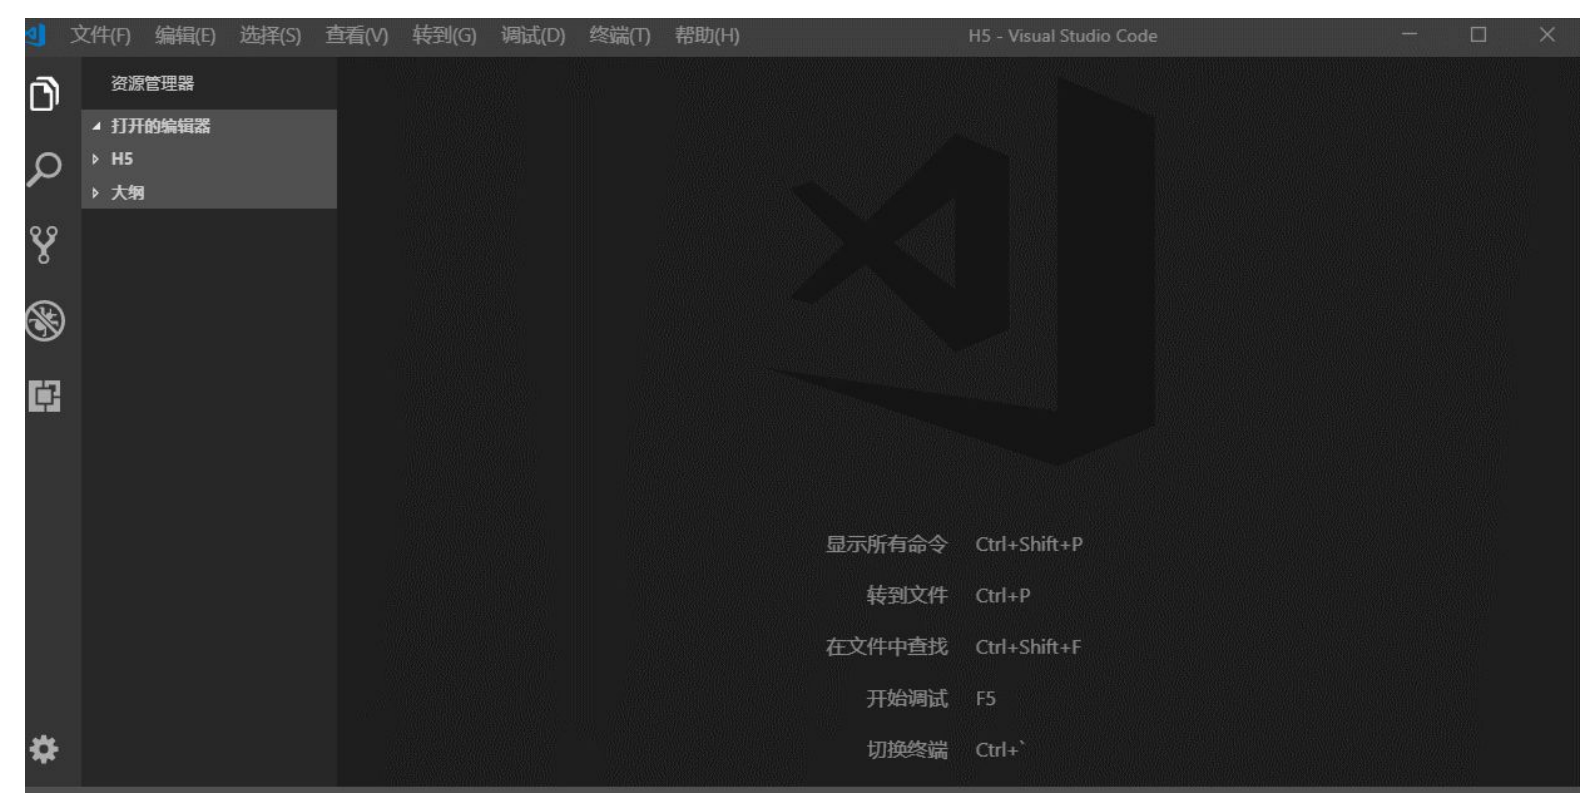 文件(F) 编辑(E) 选择(S) 查看(V) 转到(G) 调试(D) 终端(T) 帮助(H) H5 - Visual Studio Code
资源管理器
打开的编辑器
H5
大纲
显示所有命令 Ctrl+Shift+P
转到文件 Ctrl+P
在文件中查找 Ctrl+Shift+F
开始调试 F5
切换终端 Ctrl+`